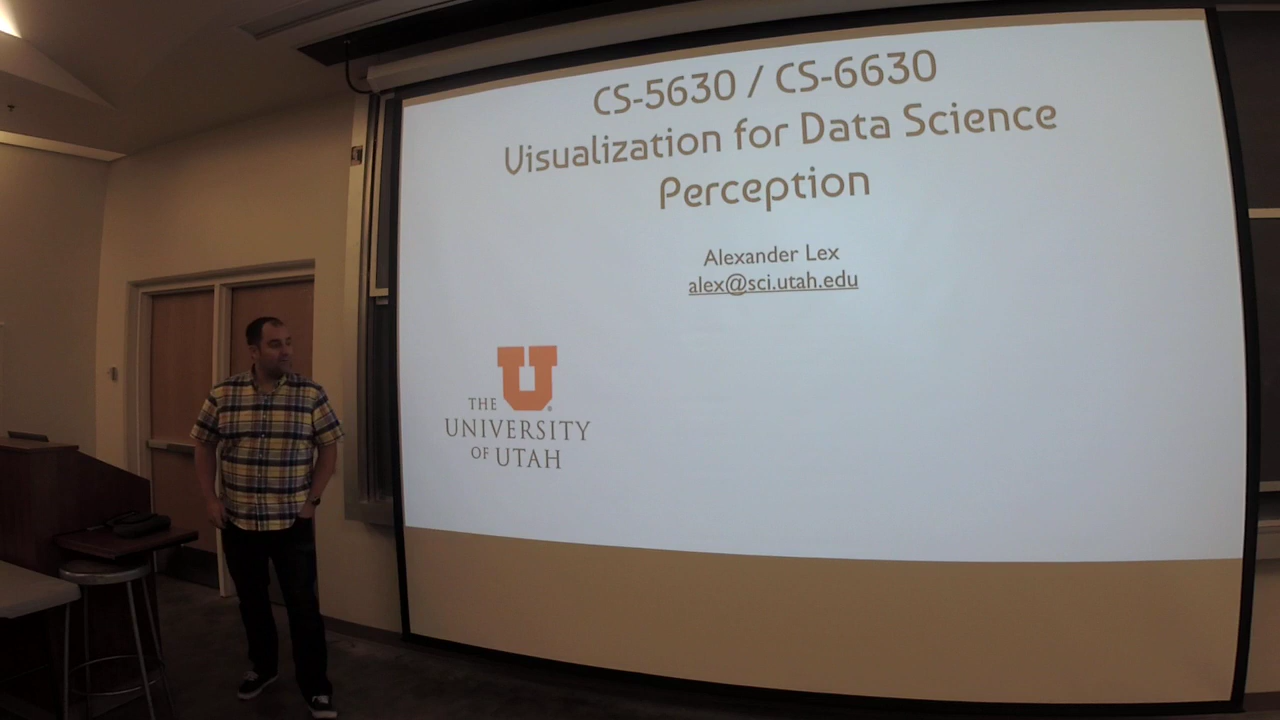 CS-5630 / CS-6630
Visualization for Data Science
Perception
Alexander Lex
alex@sci.utah.edu
U
THE
UNIVERSITY
OF UTAH